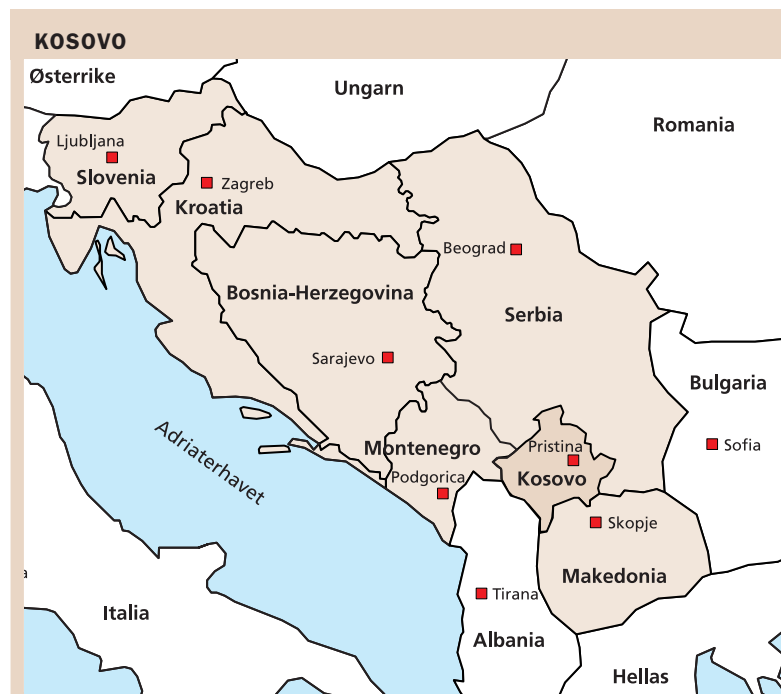 KOSOVO
Østerrike
Ungarn
Romania
Ljubljana
Slovenia
Zagreb
Kroatia
Beograd
Bosnia-Herzegovina
Serbia
Sarajevo
Bulgaria
Adriaterhavet
Montenegro
Pristina
Sofia
Podgorica
Kosovo
Skopje
Makedonia
a
Tirana
Italia
Albania
Hellas